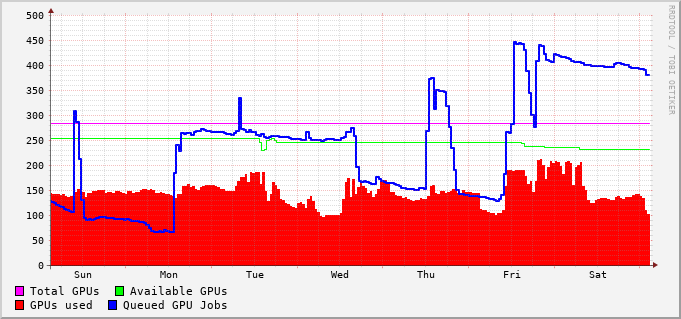 500
450
400
350
300
250
200
150
100
50
0
Sun Mon Tue Wed Thu Fri Sat
Total GPUs Available GPUs
GPUs used Queued GPU Jobs
RRDTOOL / TOBI OETIKER